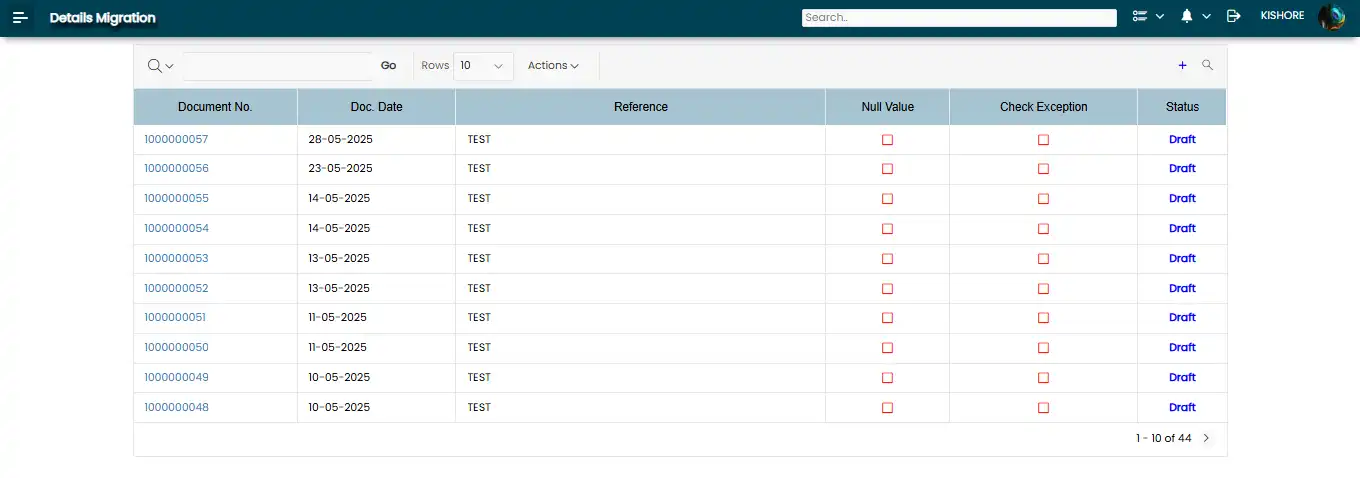 Details Migration Search.. KISHORE
Go Rows 10 Actions
Document No. Doc. Date Reference Null Value Check Exception Status
1000000057 28-05-2025 TEST Draft
1000000056 23-05-2025 TEST Draft
1000000055 14-05-2025 TEST Draft
1000000054 14-05-2025 TEST Draft
1000000053 13-05-2025 TEST Draft
1000000052 13-05-2025 TEST Draft
1000000051 11-05-2025 TEST Draft
1000000050 11-05-2025 TEST Draft
1000000049 10-05-2025 TEST Draft
1000000048 10-05-2025 TEST Draft
1 - 10 of 44